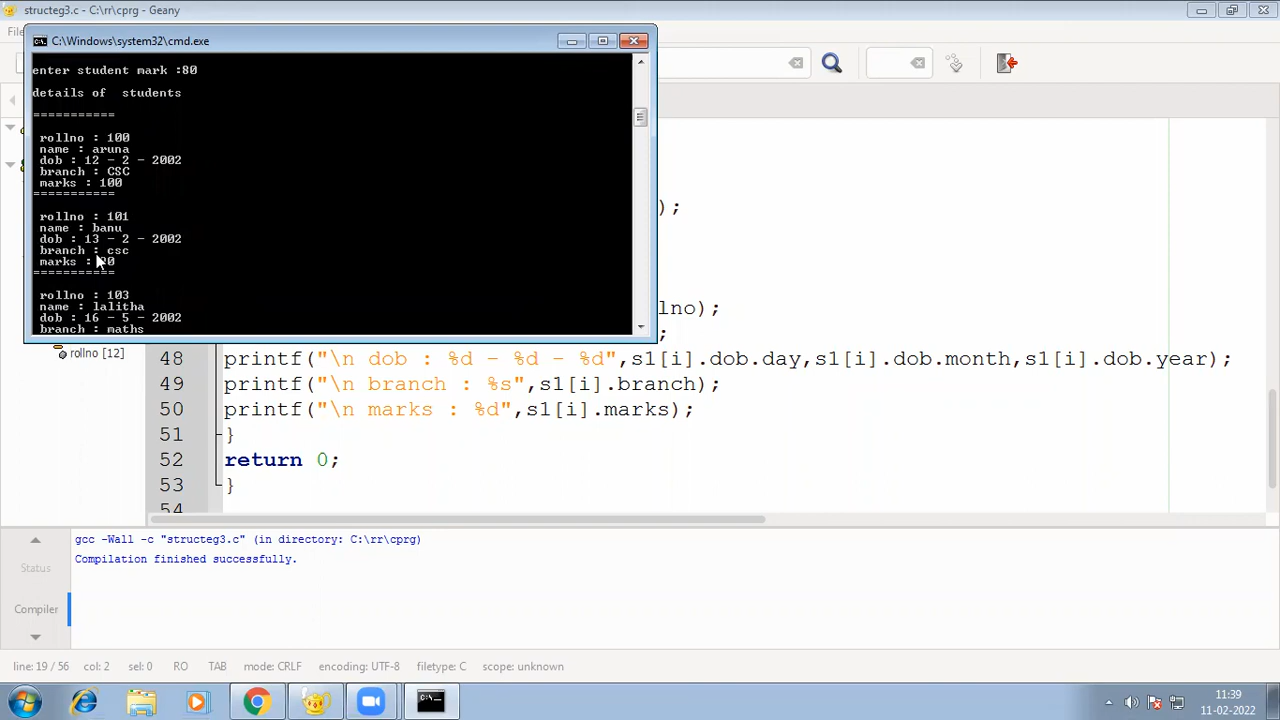 structeg3.c - C:\rr\cprg - Geany
C:\Windows\system32\cmd.exe
enter student mark :80
details of  students
===========
rollno : 100
name : aruna
dob : 12 - 2 - 2002
branch : CSC
marks : 100
===========
rollno : 101
name : banu
dob : 13 - 2 - 2002
branch : csc
marks :
===========
rollno : 103
name : lalitha
dob : 16 - 5 - 2002
branch : maths
);
lno);
;
rollno [12]
48 printf("\n dob : %d - %d - %d",s1[i].dob.day,s1[i].dob.month,s1[i].dob.year);
49 printf("\n branch : %s",s1[i].branch);
50 printf("\n marks : %d",s1[i].marks);
51 }
52 return 0;
53 }
54
Status
Compiler
gcc -Wall -c "structeg3.c" (in directory: C:\rr\cprg)
Compilation finished successfully.
line: 19 / 56 col: 2 sel: 0 RO TAB mode: CRLF encoding: UTF-8 filetype: C scope: unknown
11:39
11-02-2022